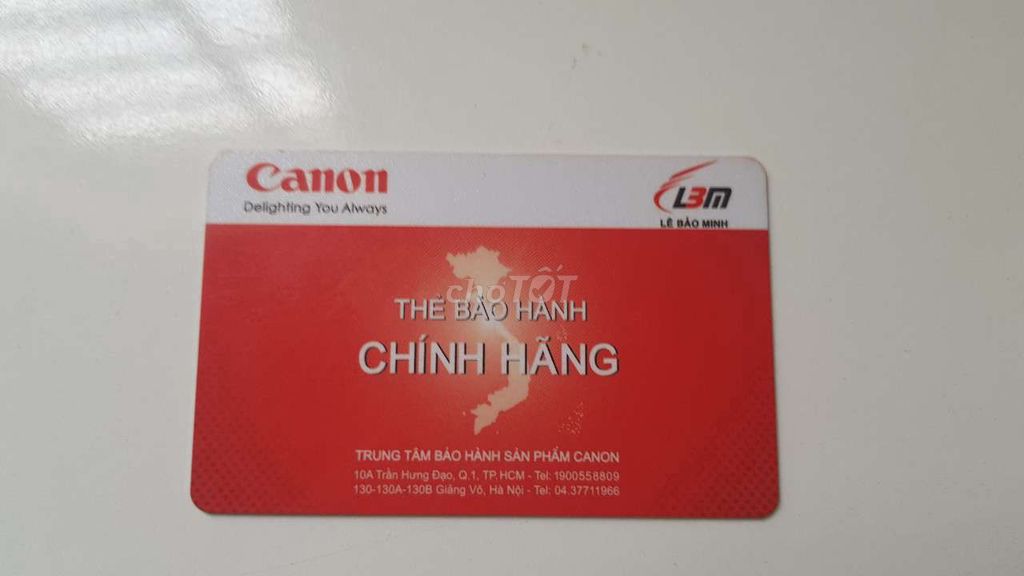 Canon
Delighting You Always
LBM
LÊ BẢO MINH
choTỐT
THẺ BẢO HÀNH
CHÍNH HÃNG
TRUNG TÂM BẢO HÀNH SẢN PHẨM CANON
10A Trần Hưng Đạo, Q.1, TP.HCM - Tel: 1900558809
130-130A-130B Giảng Võ, Hà Nội - Tel: 04.37711966